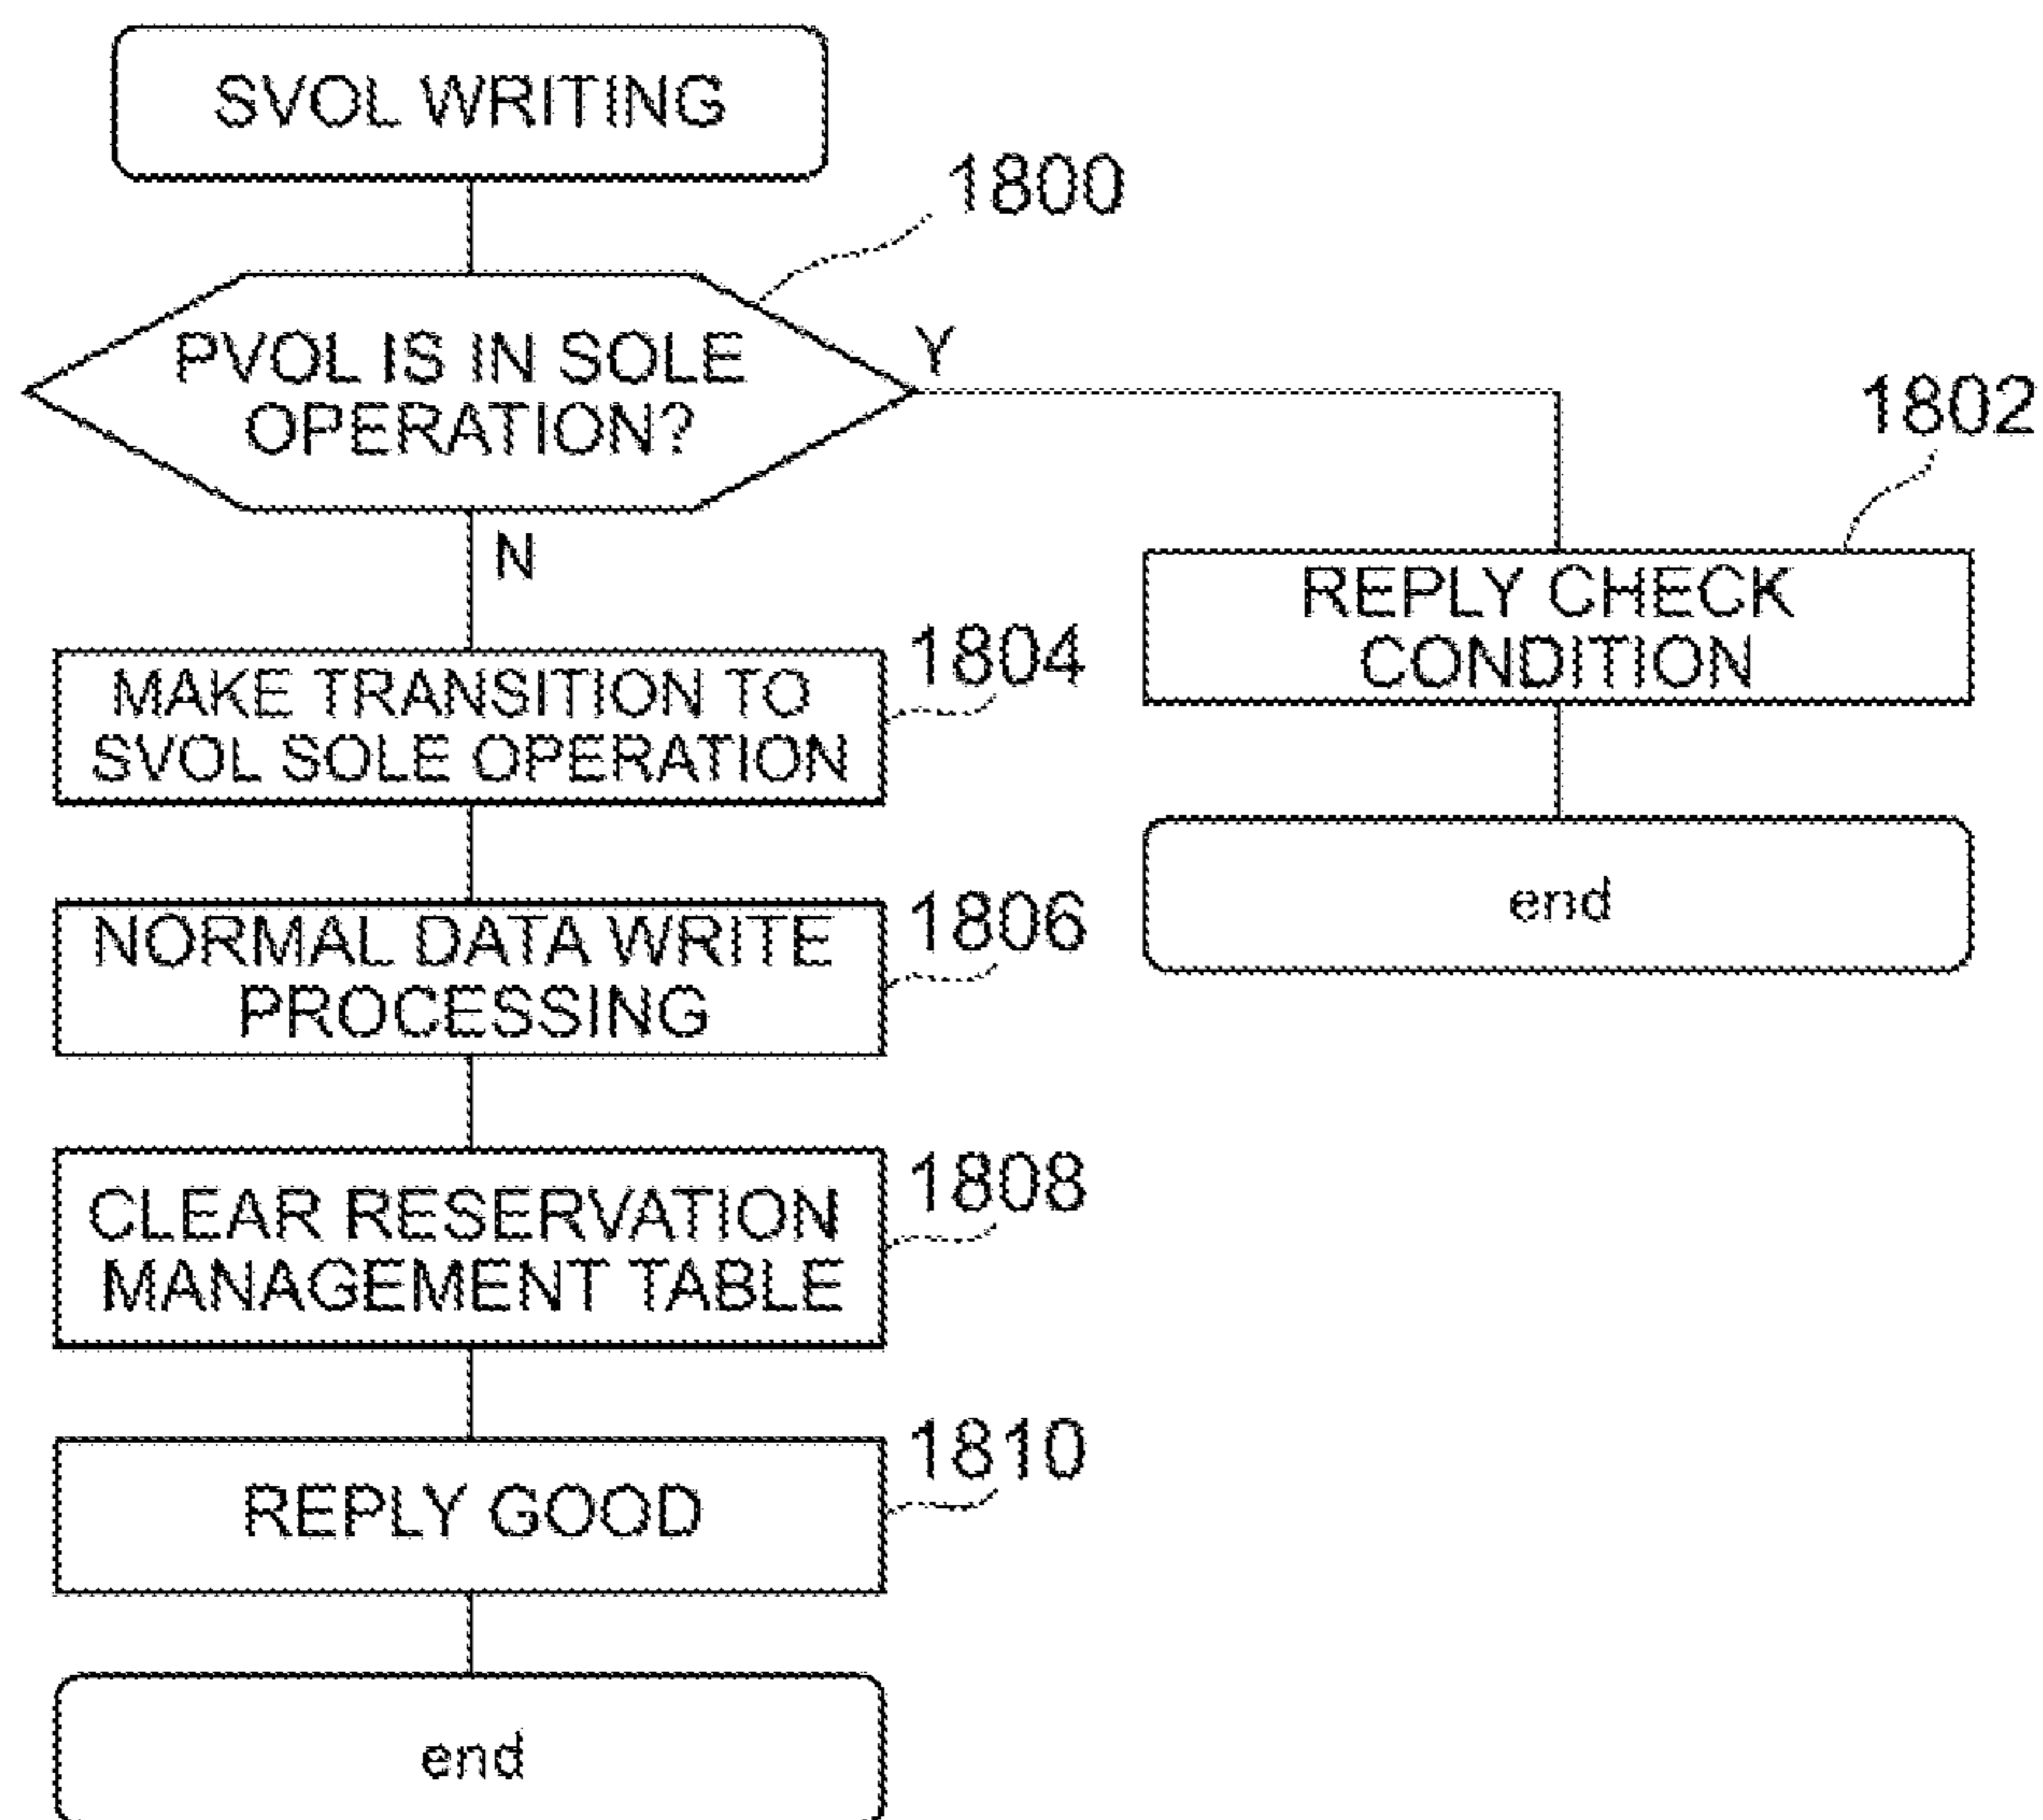 SVOL WRITING
1800
PVOL IS IN SOLE
OPERATION?
Y
N
1802
REPLY CHECK
CONDITION
end
1804
MAKE TRANSITION TO
SVOL SOLE OPERATION
1806
NORMAL DATA WRITE
PROCESSING
1808
CLEAR RESERVATION
MANAGEMENT TABLE
1810
REPLY GOOD
end